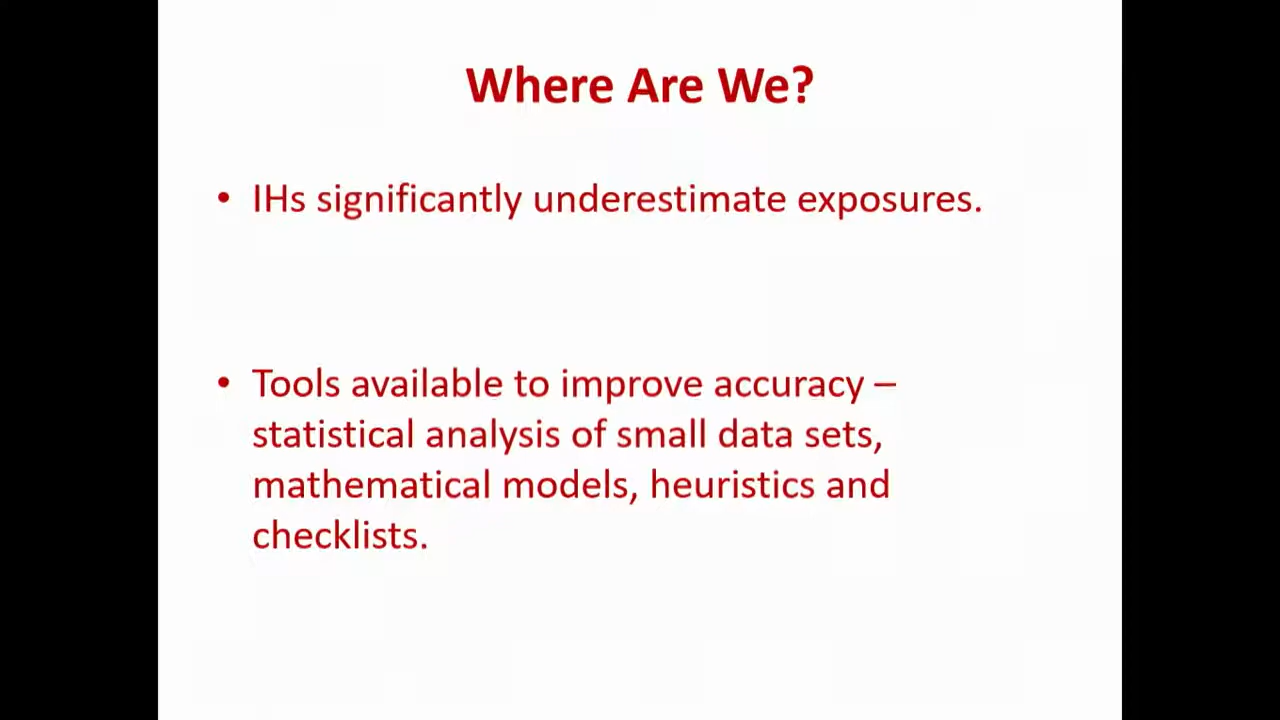 Where Are We?
• IHs significantly underestimate exposures.
• Tools available to improve accuracy –
statistical analysis of small data sets,
mathematical models, heuristics and
checklists.